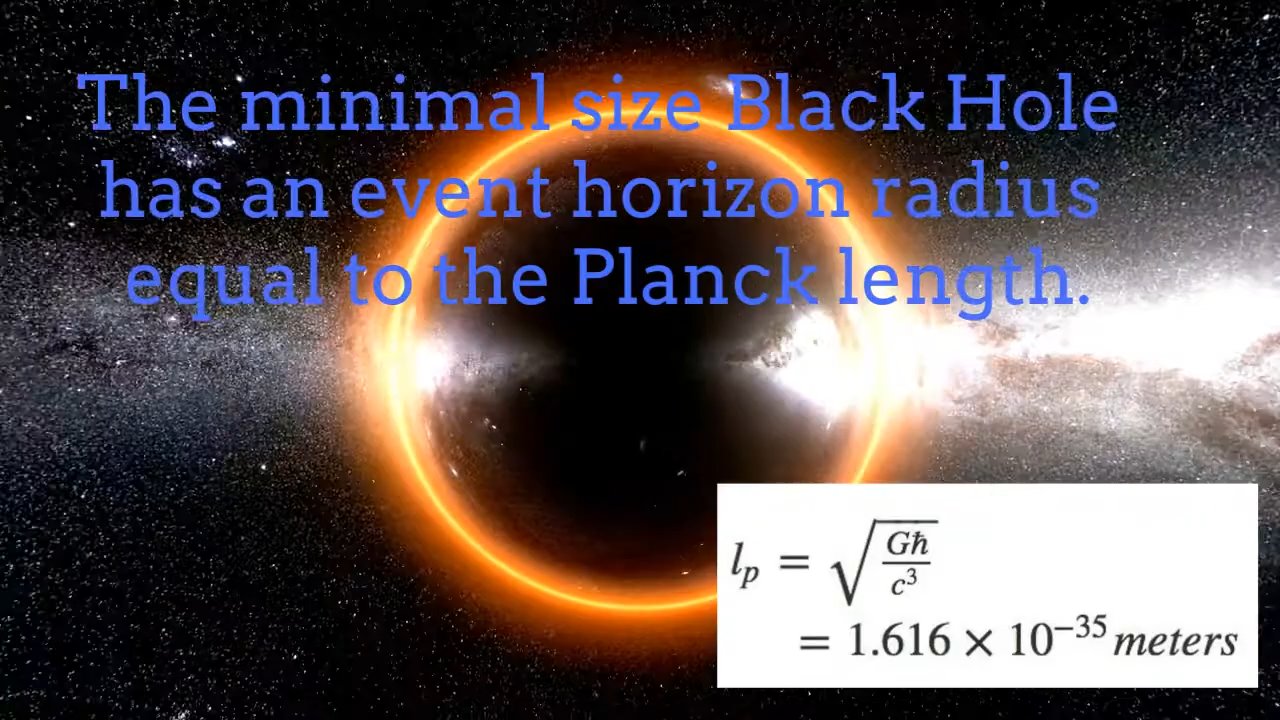 The minimal size Black Hole
has an event horizon radius
equal to the Planck length.
l_p = √(Għ/c³)
= 1.616 × 10⁻³⁵ meters